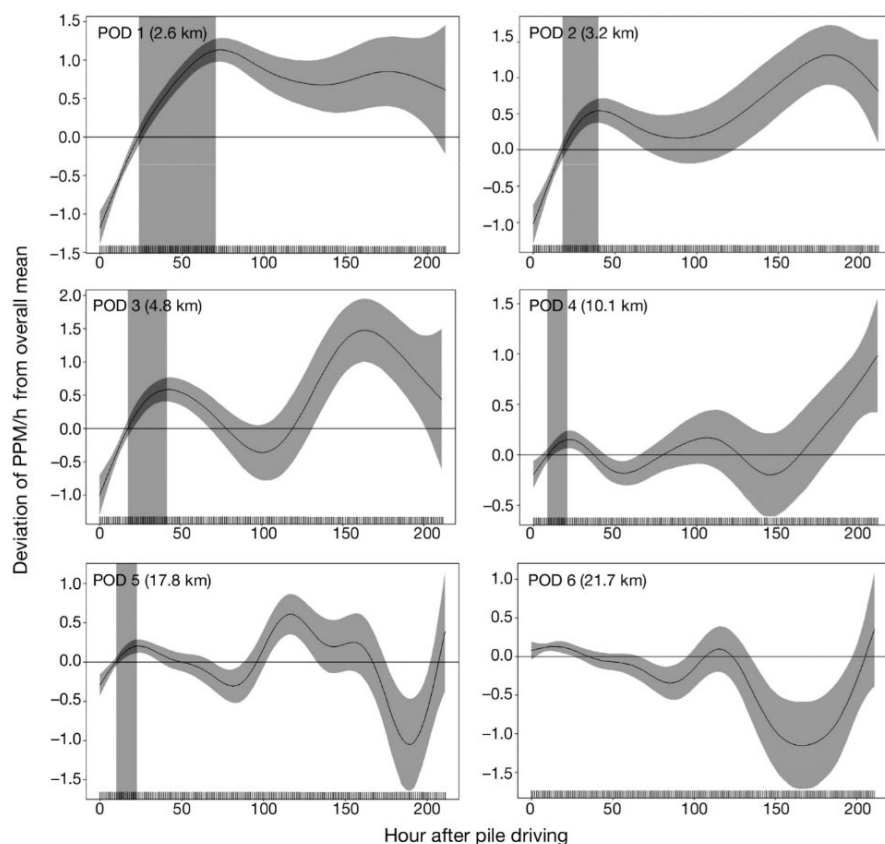 POD 1 (2.6 km)
1.5
1.0
0.5
0.0
−0.5
−1.0
−1.5
0 50 100 150 200
POD 2 (3.2 km)
1.5
1.0
0.5
0.0
−0.5
−1.0
0 50 100 150 200
POD 3 (4.8 km)
2.0
1.5
1.0
0.5
0.0
−0.5
−1.0
0 50 100 150 200
POD 4 (10.1 km)
1.5
1.0
0.5
0.0
−0.5
0 50 100 150 200
POD 5 (17.8 km)
1.0
0.5
0.0
−0.5
−1.0
−1.5
0 50 100 150 200
POD 6 (21.7 km)
1.0
0.5
0.0
−0.5
−1.0
−1.5
0 50 100 150 200
Deviation of PPM/h from overall mean
Hour after pile driving